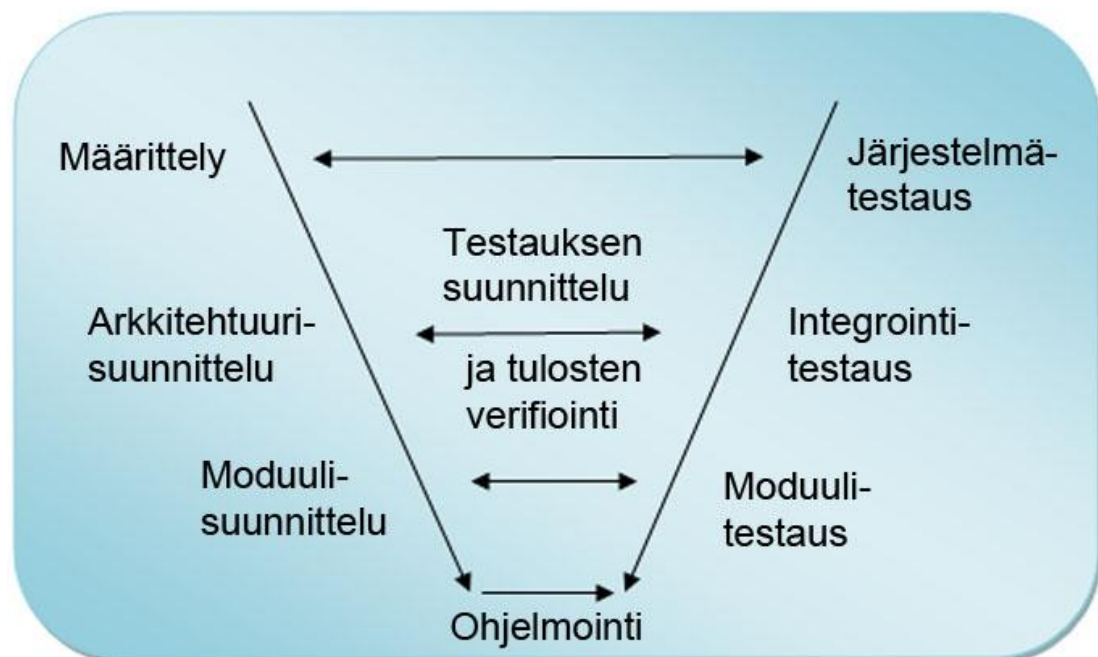 Määrittely
Järjestelmä-
testaus
Testauksen
suunnittelu
Arkkitehtuuri-
suunnittelu
Integrointi-
testaus
ja tulosten
verifiointi
Moduuli-
suunnittelu
Moduuli-
testaus
Ohjelmointi